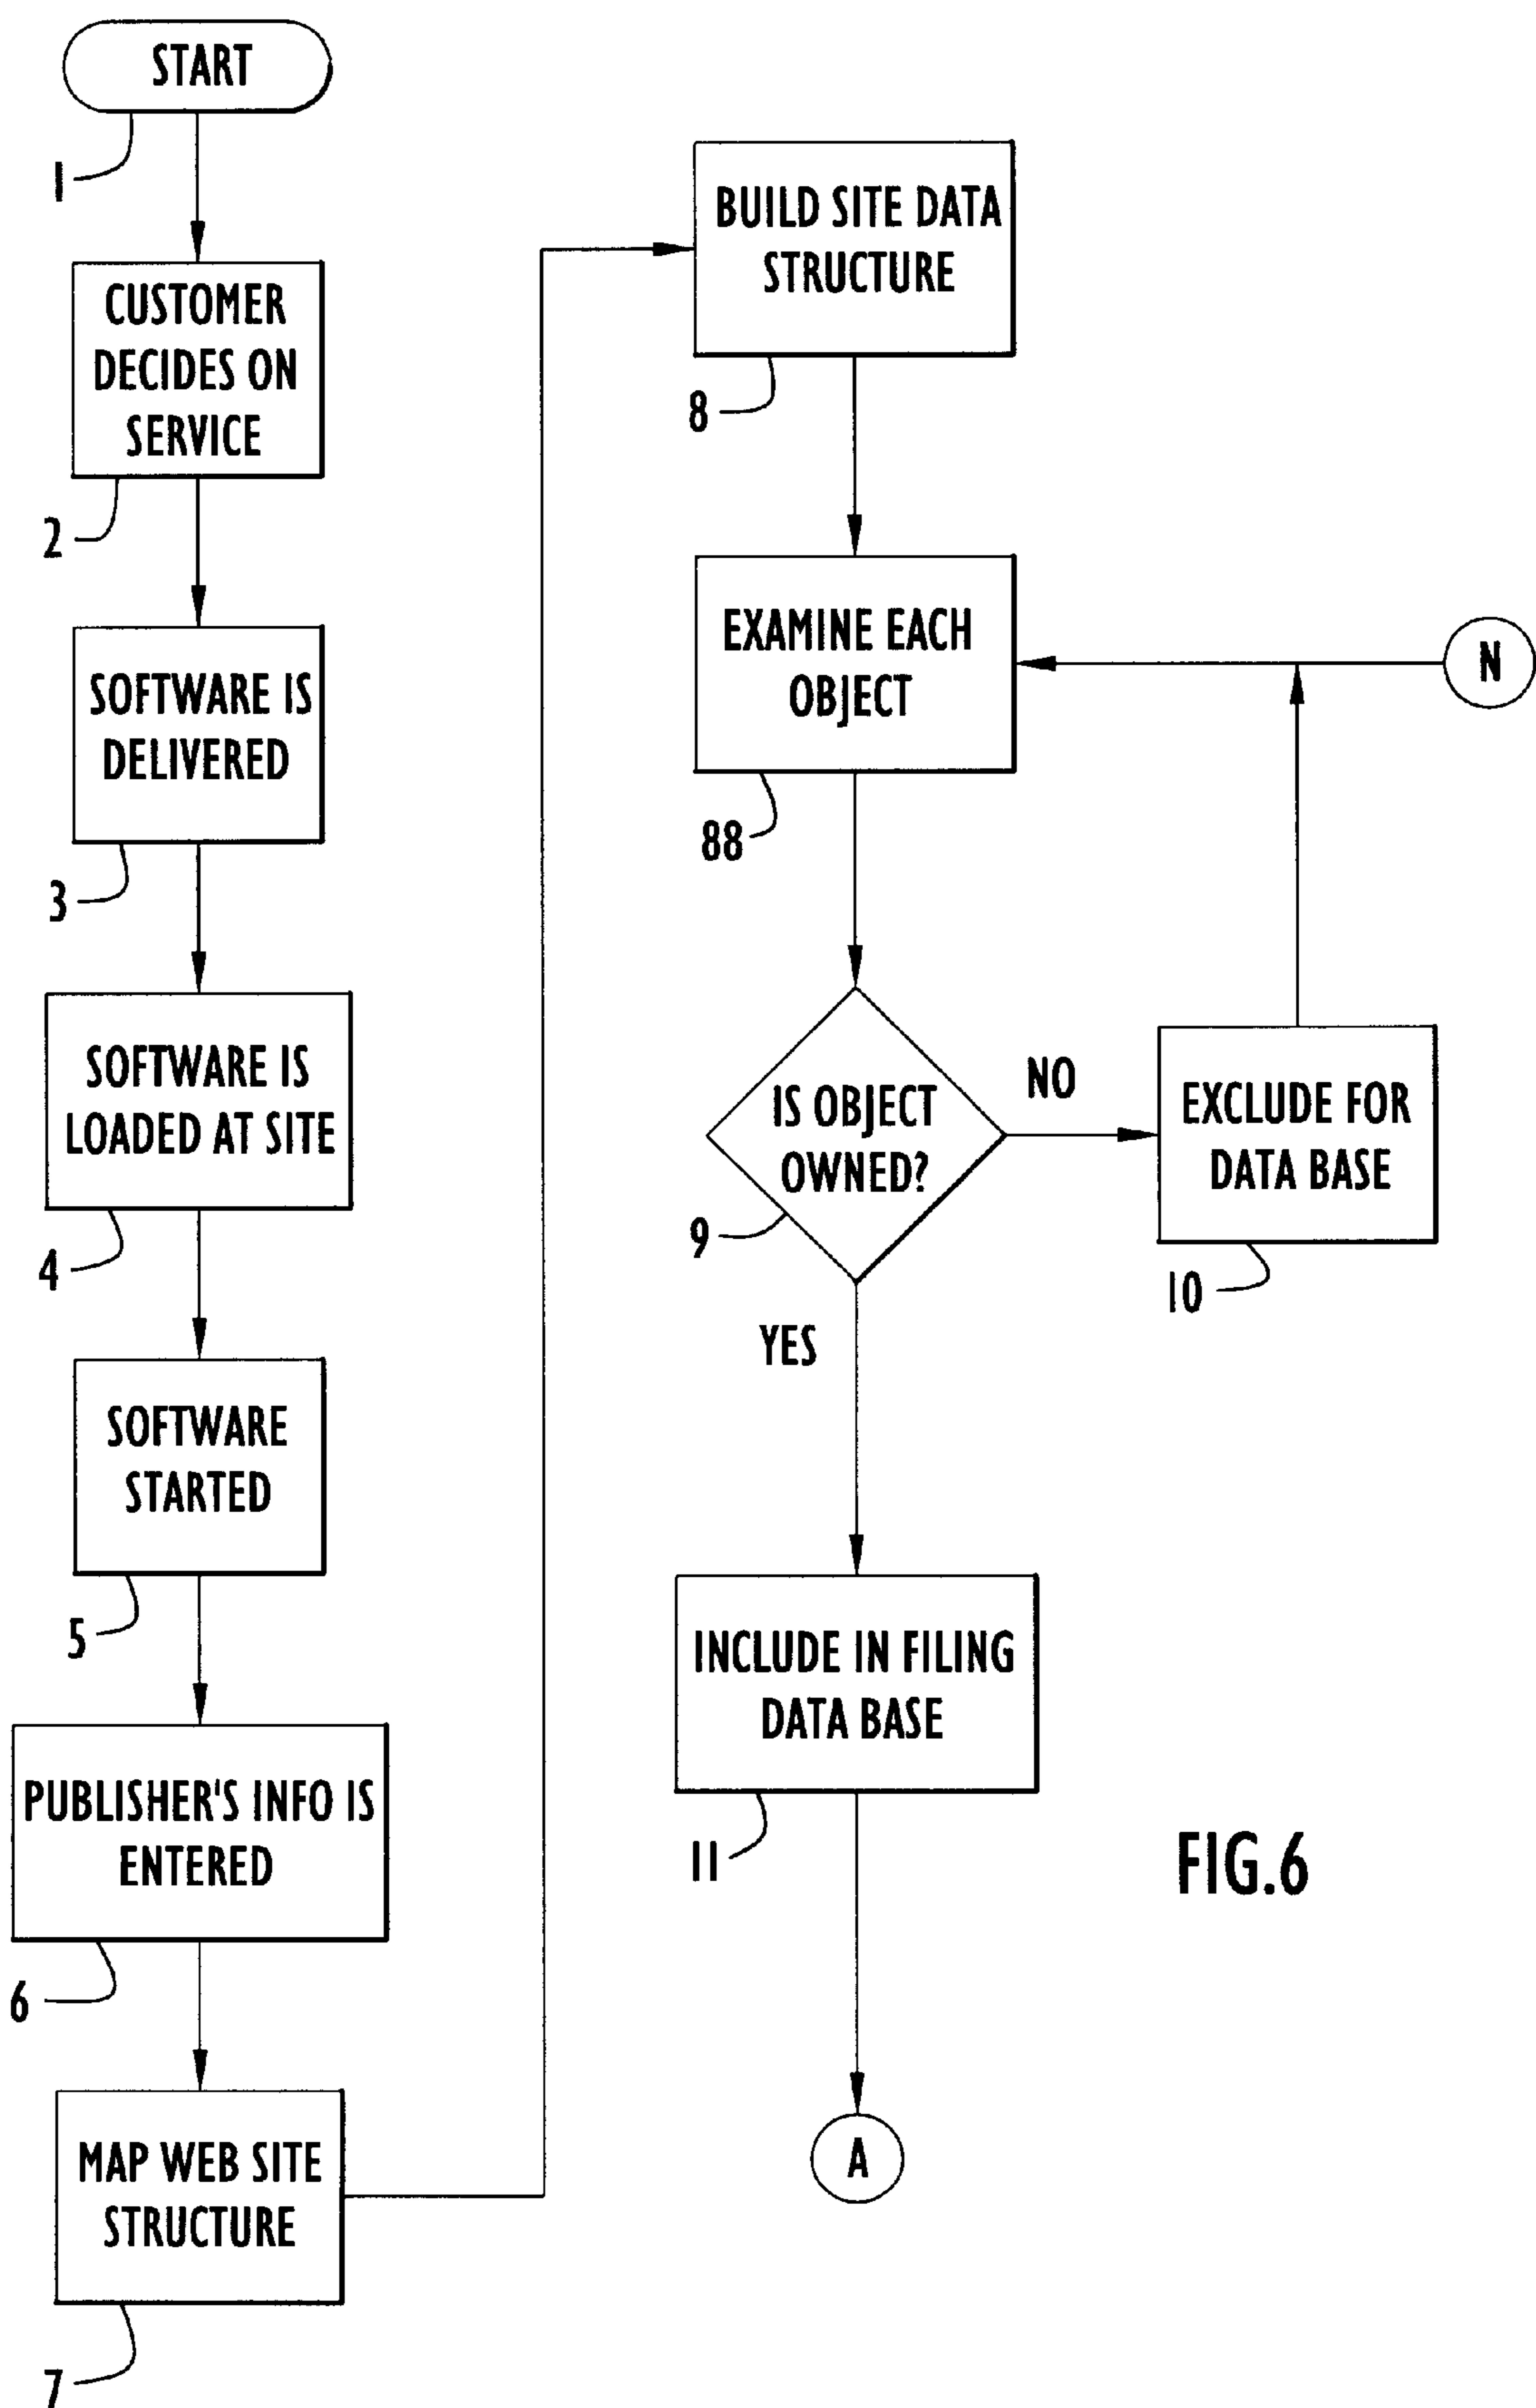 START
1
CUSTOMER
DECIDES ON
SERVICE
2
SOFTWARE IS
DELIVERED
3
SOFTWARE IS
LOADED AT SITE
4
SOFTWARE
STARTED
5
PUBLISHER'S INFO IS
ENTERED
6
MAP WEB SITE
STRUCTURE
7
BUILD SITE DATA
STRUCTURE
8
EXAMINE EACH
OBJECT
88
N
IS OBJECT
OWNED?
9
NO
EXCLUDE FOR
DATA BASE
10
YES
INCLUDE IN FILING
DATA BASE
11
A
FIG.6